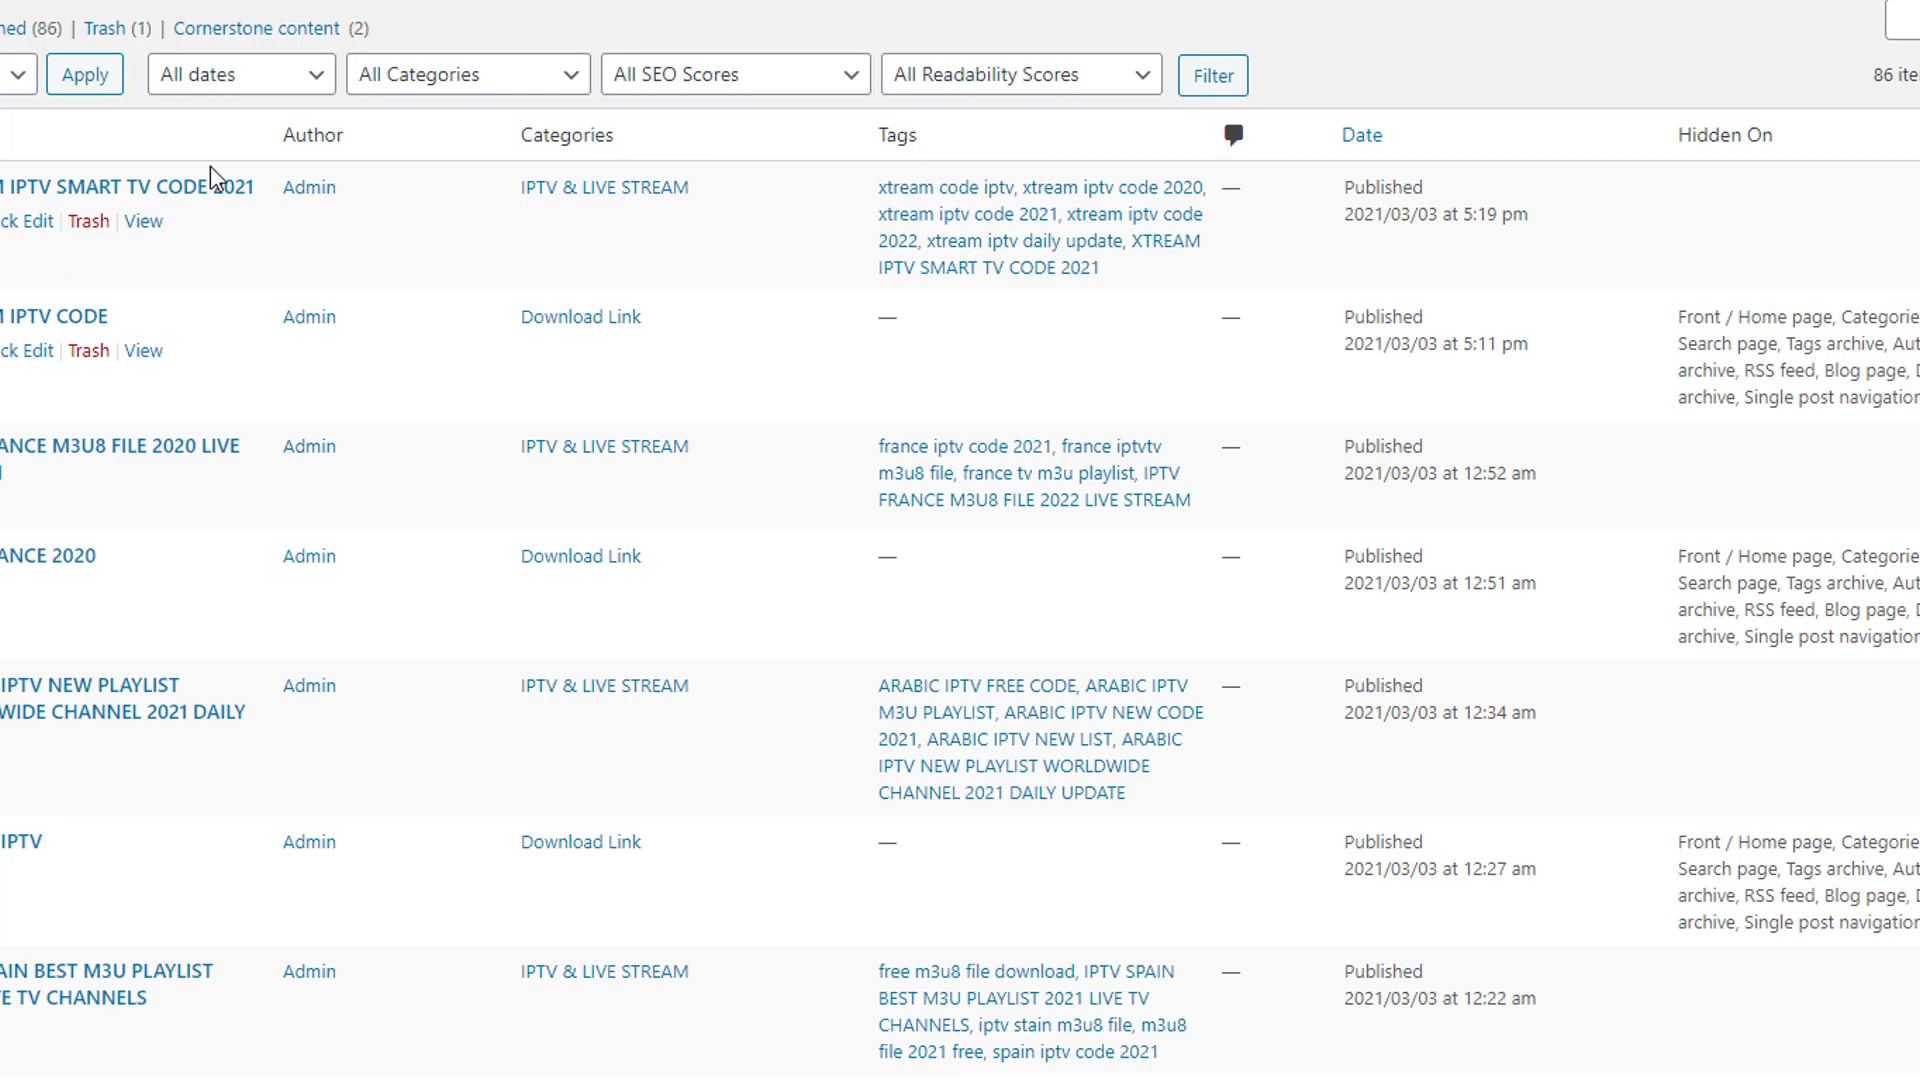 ned (86) | Trash (1) | Cornerstone content (2)
Apply All dates All Categories All SEO Scores All Readability Scores Filter 86 ite
Author Categories Tags Date Hidden On
M IPTV SMART TV CODE 2021 Admin IPTV & LIVE STREAM xtream code iptv, xtream iptv code 2020, — Published
ck Edit | Trash | View xtream iptv code 2021, xtream iptv code 2021/03/03 at 5:19 pm
2022, xtream iptv daily update, XTREAM
IPTV SMART TV CODE 2021
M IPTV CODE Admin Download Link — — Published Front / Home page, Categorie
ck Edit | Trash | View 2021/03/03 at 5:11 pm Search page, Tags archive, Aut
archive, RSS feed, Blog page, D
archive, Single post navigation
ANCE M3U8 FILE 2020 LIVE Admin IPTV & LIVE STREAM france iptv code 2021, france iptvtv — Published
m3u8 file, france tv m3u playlist, IPTV 2021/03/03 at 12:52 am
FRANCE M3U8 FILE 2022 LIVE STREAM
ANCE 2020 Admin Download Link — — Published Front / Home page, Categorie
2021/03/03 at 12:51 am Search page, Tags archive, Aut
archive, RSS feed, Blog page, D
archive, Single post navigation
IPTV NEW PLAYLIST Admin IPTV & LIVE STREAM ARABIC IPTV FREE CODE, ARABIC IPTV — Published
WIDE CHANNEL 2021 DAILY M3U PLAYLIST, ARABIC IPTV NEW CODE 2021/03/03 at 12:34 am
2021, ARABIC IPTV NEW LIST, ARABIC
IPTV NEW PLAYLIST WORLDWIDE
CHANNEL 2021 DAILY UPDATE
IPTV Admin Download Link — — Published Front / Home page, Categorie
2021/03/03 at 12:27 am Search page, Tags archive, Aut
archive, RSS feed, Blog page, D
archive, Single post navigation
AIN BEST M3U PLAYLIST Admin IPTV & LIVE STREAM free m3u8 file download, IPTV SPAIN — Published
E TV CHANNELS BEST M3U PLAYLIST 2021 LIVE TV 2021/03/03 at 12:22 am
CHANNELS, iptv stain m3u8 file, m3u8
file 2021 free, spain iptv code 2021